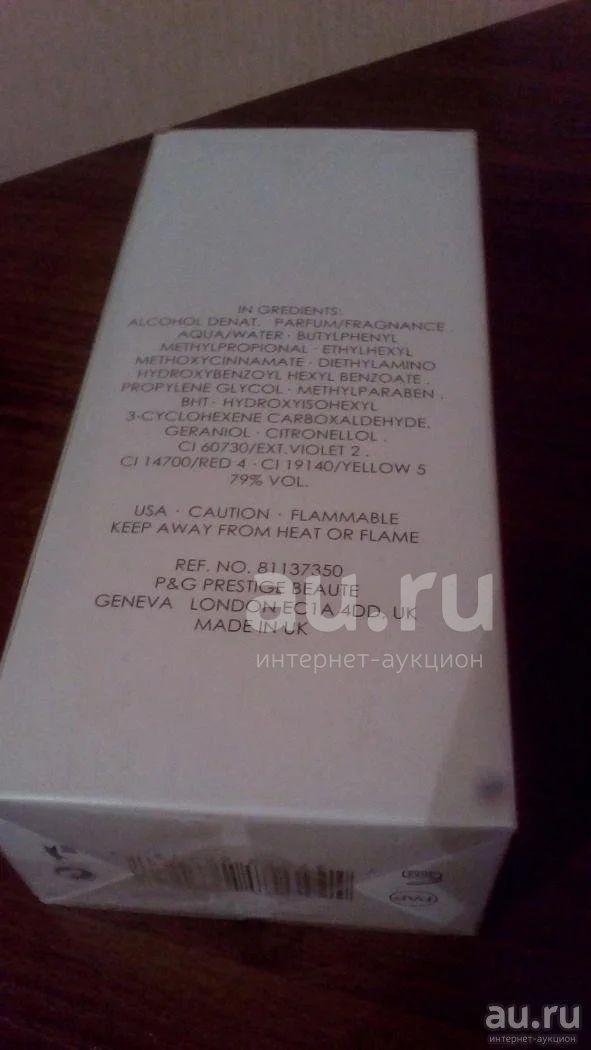 IN GREDIENTS:
ALCOHOL DENAT. PARFUM/FRAGNANCE
AQUA/WATER · BUTYLPHENYL
METHYLPROPIONAL · ETHYLHEXYL
METHOXYCINNAMATE · DIETHYLAMINO
HYDROXYBENZOYL HEXYL BENZOATE .
PROPYLENE GLYCOL · METHYLPARABEN .
BHT · HYDROXYISOHEXYL
3-CYCLOHEXENE CARBOXALDEHYDE,
GERANIOL · CITRONELLOL .
CI 60730/EXT.VIOLET 2 .
CI 14700/RED 4 · CI 19140/YELLOW 5
79% VOL.
USA · CAUTION · FLAMMABLE
KEEP AWAY FROM HEAT OR FLAME
REF. NO. 81137350
P&G PRESTIGE BEAUTE
GENEVA LONDON EC1A 4DD, UK
MADE IN UK
au.ru
интернет-аукцион
au.ru
интернет-аукцион